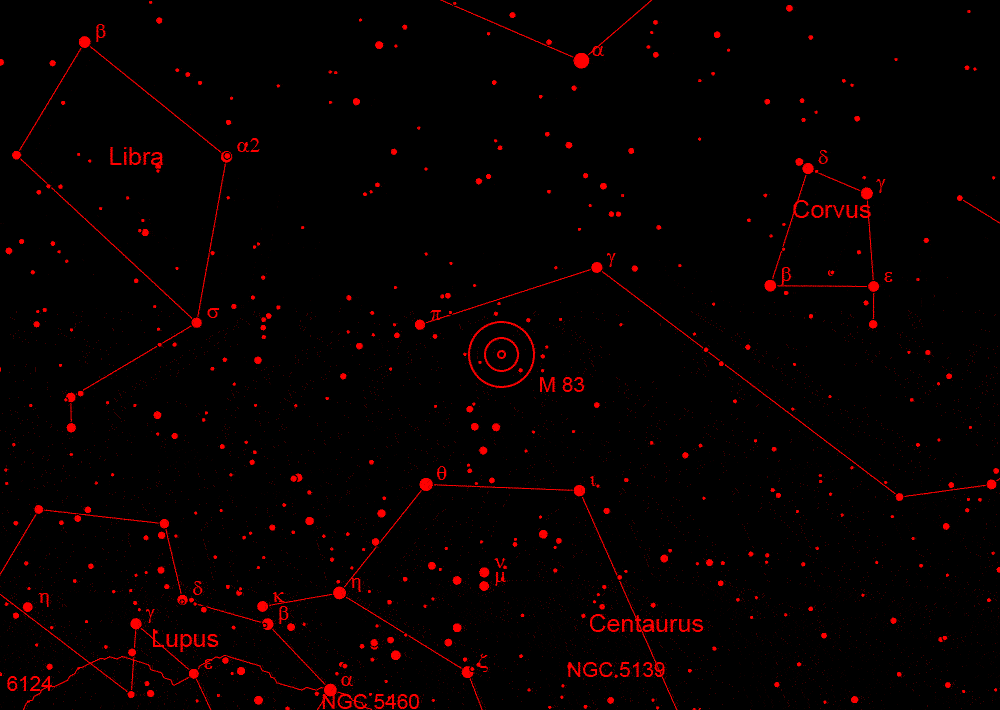 β
α
α2
Libra
δ
γ
Corvus
γ
β
ε
σ
π
M 83
θ
ι
ν
μ
η
δ
κ
η
γ
β
Centaurus
Lupus
ε
ζ
NGC.5139
6124
α
NGC.5460